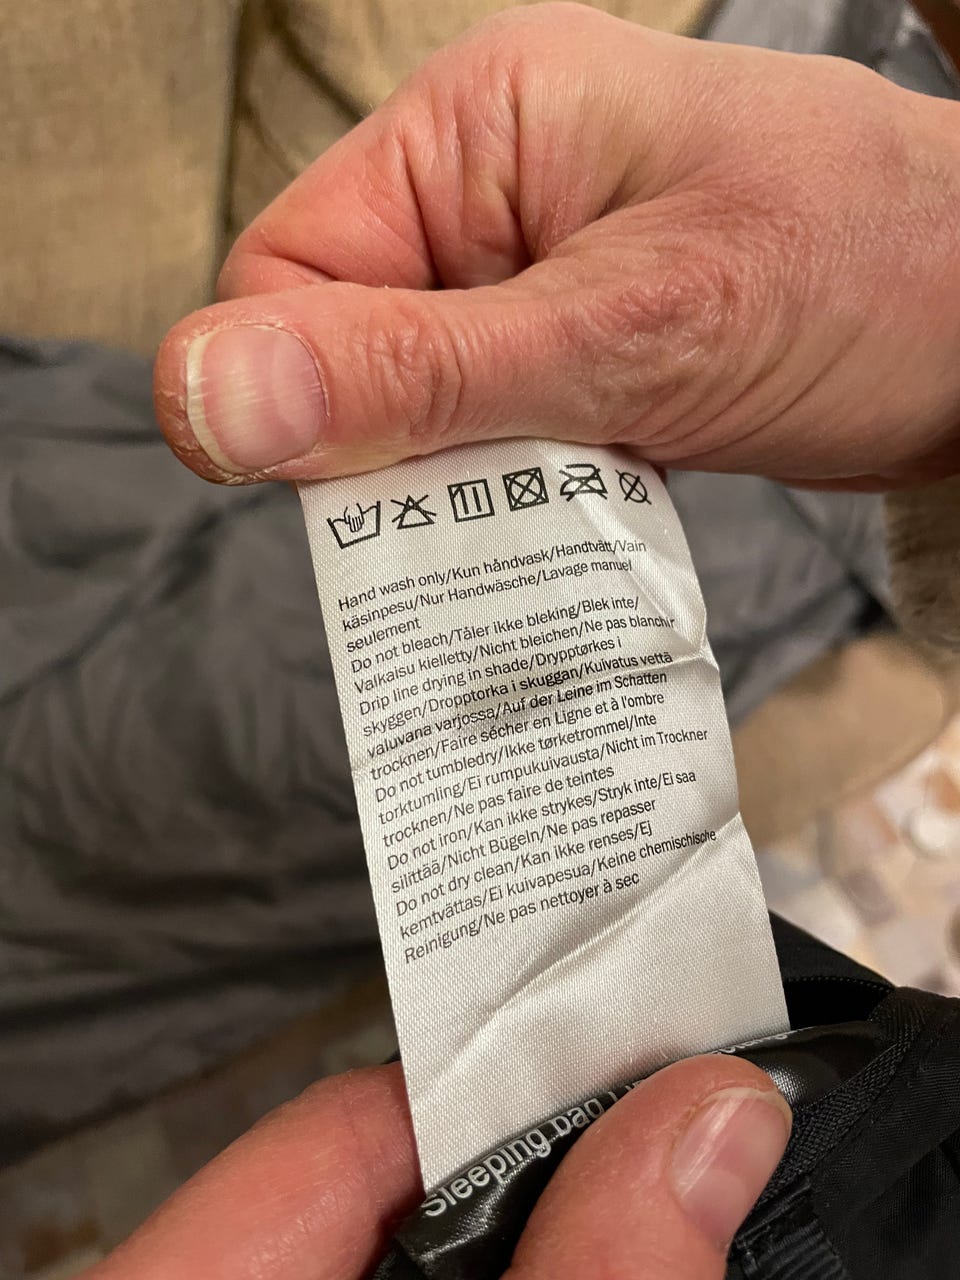 Hand wash only/Kun håndvask/Handtvätt/Vain
käsinpesu/Nur Handwäsche/Lavage manuel
seulement
Do not bleach/Tåler ikke bleking/Blek inte/
Valkaisu kielletty/Nicht bleichen/Ne pas blanchir
Drip line drying in shade/Drypptørkes i
skyggen/Dropptorka i skuggan/Kuivatus vettä
valuvana varjossa/Auf der Leine im Schatten
trocknen/Faire sécher en Ligne et à l'ombre
Do not tumbledry/Ikke tørketrommel/Inte
torktumling/Ei rumpukuivausta/Nicht im Trockner
trocknen/Ne pas faire de teintes
Do not iron/Kan ikke strykes/Stryk inte/Ei saa
silittää/Nicht Bügeln/Ne pas repasser
Do not dry clean/Kan ikke renses/Ej
kemtvättas/Ei kuivapesua/Keine chemischische
Reinigung/Ne pas nettoyer à sec
Sleeping bag